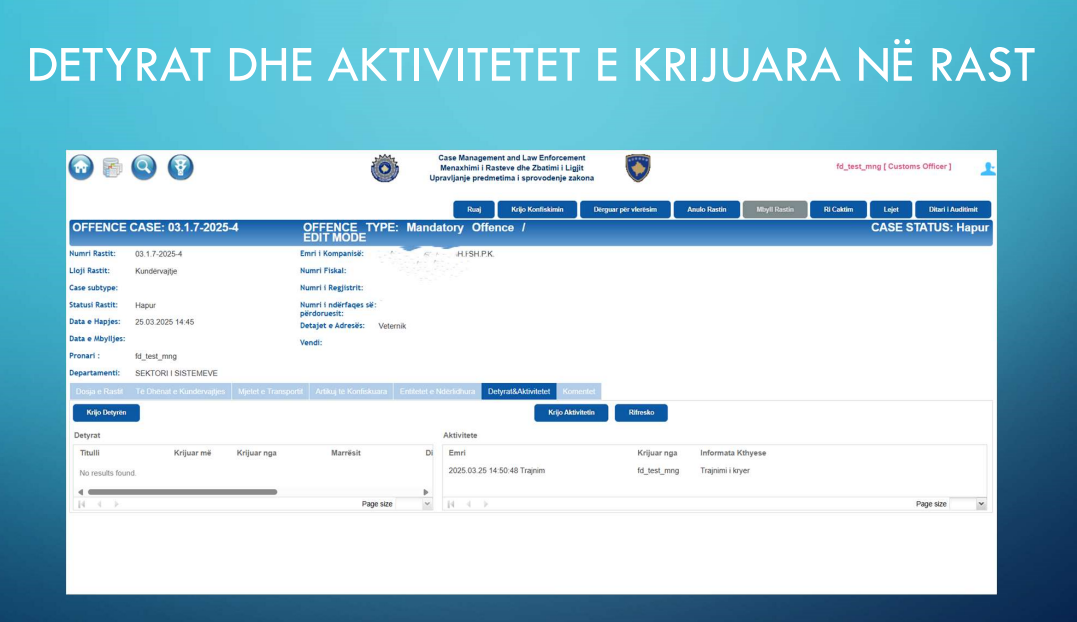 DETYRAT DHE AKTIVITETET E KRIJUARA NË RAST
Case Management and Law Enforcement
Menaxhimi i Rasteve dhe Zbatimi i Ligjit
Upravljanje predmetima i sprovodenje zakona
fd_test_mng [ Customs Officer ]
Ruaj Krijo Konfiskimin Dërguar për vlerësim Anulo Rastin Mbyll Rastin Ri Caktim Lejet Ditari i Auditimit
OFFENCE CASE: 03.1.7-2025-4 OFFENCE TYPE: Mandatory Offence / CASE STATUS: Hapur
EDIT MODE
Numri Rastit: 03.1.7-2025-4 Emri i Kompanisë: SH.P.K.
Lloji Rastit: Kundërvajtje Numri Fiskal:
Case subtype: Numri i Regjistrit:
Statusi Rastit: Hapur Numri i ndërfaqes së:
përdoruesit:
Data e Hapjes: 25.03.2025 14:45 Detajet e Adresës: Veternik
Data e Mbylljes: Vendi:
Pronari : fd_test_mng
Departamenti: SEKTORI I SISTEMEVE
Dosja e Rastit Të Dhënat e Kundërvajtjes Mjetet e Transportit Artikuj të Konfiskuara Entitetet e Ndërlidhura Detyrat&Aktivitetet Komentet
Krijo Detyrën Krijo Aktivitetin Rifresko
Detyrat Aktivitete
Titulli Krijuar më Krijuar nga Marrësit Di Emri Krijuar nga Informata Kthyese
No results found. 2025.03.25 14:50:48 Trajnim fd_test_mng Trajnimi i kryer
Page size Page size